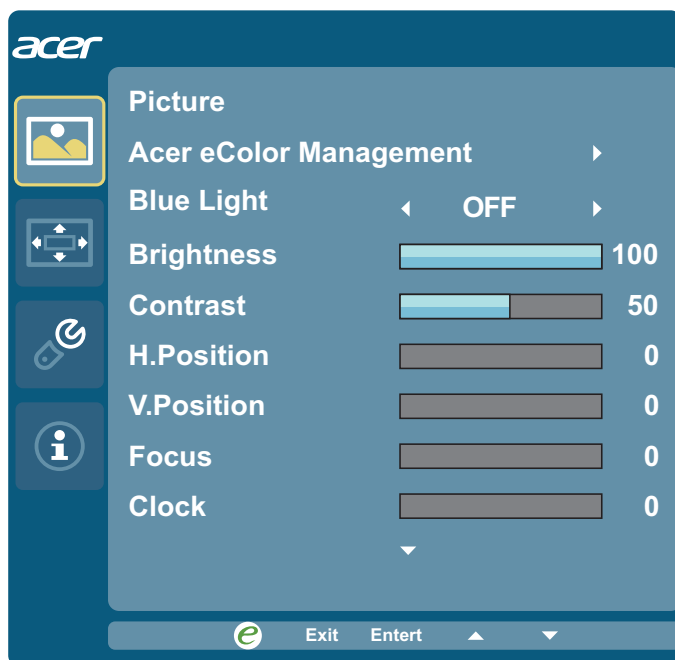 acer
Picture
Acer eColor Management
Blue Light OFF
Brightness 100
Contrast 50
H.Position 0
V.Position 0
Focus 0
Clock 0
e Exit Entert